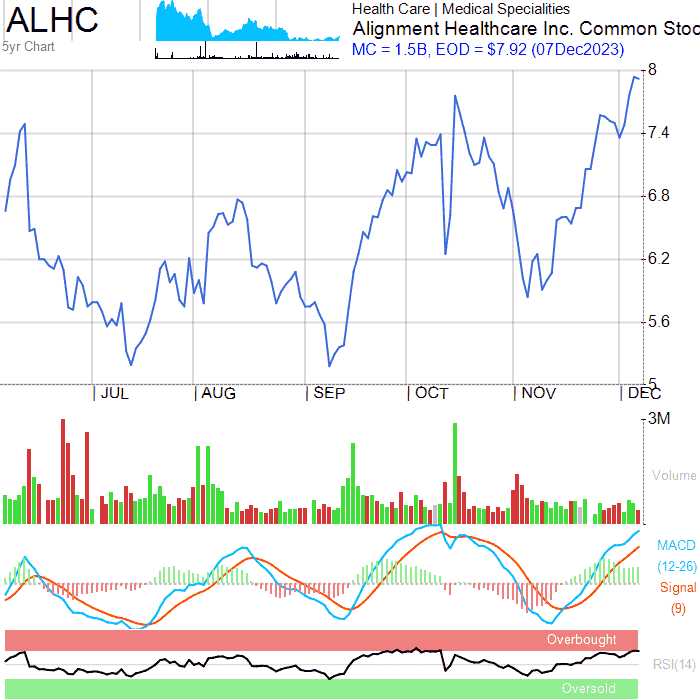 ALHC
5yr Chart
Health Care | Medical Specialities
Alignment Healthcare Inc. Common Stoc
MC = 1.5B, EOD = $7.92 (07Dec2023)
8
7.4
6.8
6.2
5.6
5
JUL
AUG
SEP
OCT
NOV
DEC
3M
Volume
MACD
(12-26)
Signal
(9)
Overbought
RSI(14)
Oversold